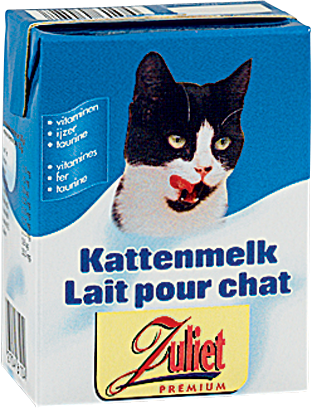 • vitaminen
• ijzer
• taurine
• vitamines
• fer
• taurine
Kattenmelk
Lait pour chat
Zuliet
PREMIUM